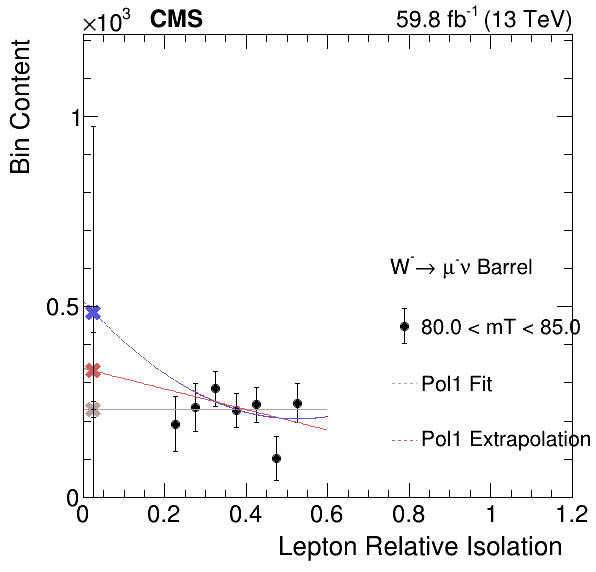 ×10³ CMS 59.8 fb⁻¹ (13 TeV)
Bin Content
1
0.5
0
W⁻→ μ⁻ν Barrel
80.0 < mT < 85.0
Pol1 Fit
Pol1 Extrapolation
0 0.2 0.4 0.6 0.8 1 1.2
Lepton Relative Isolation